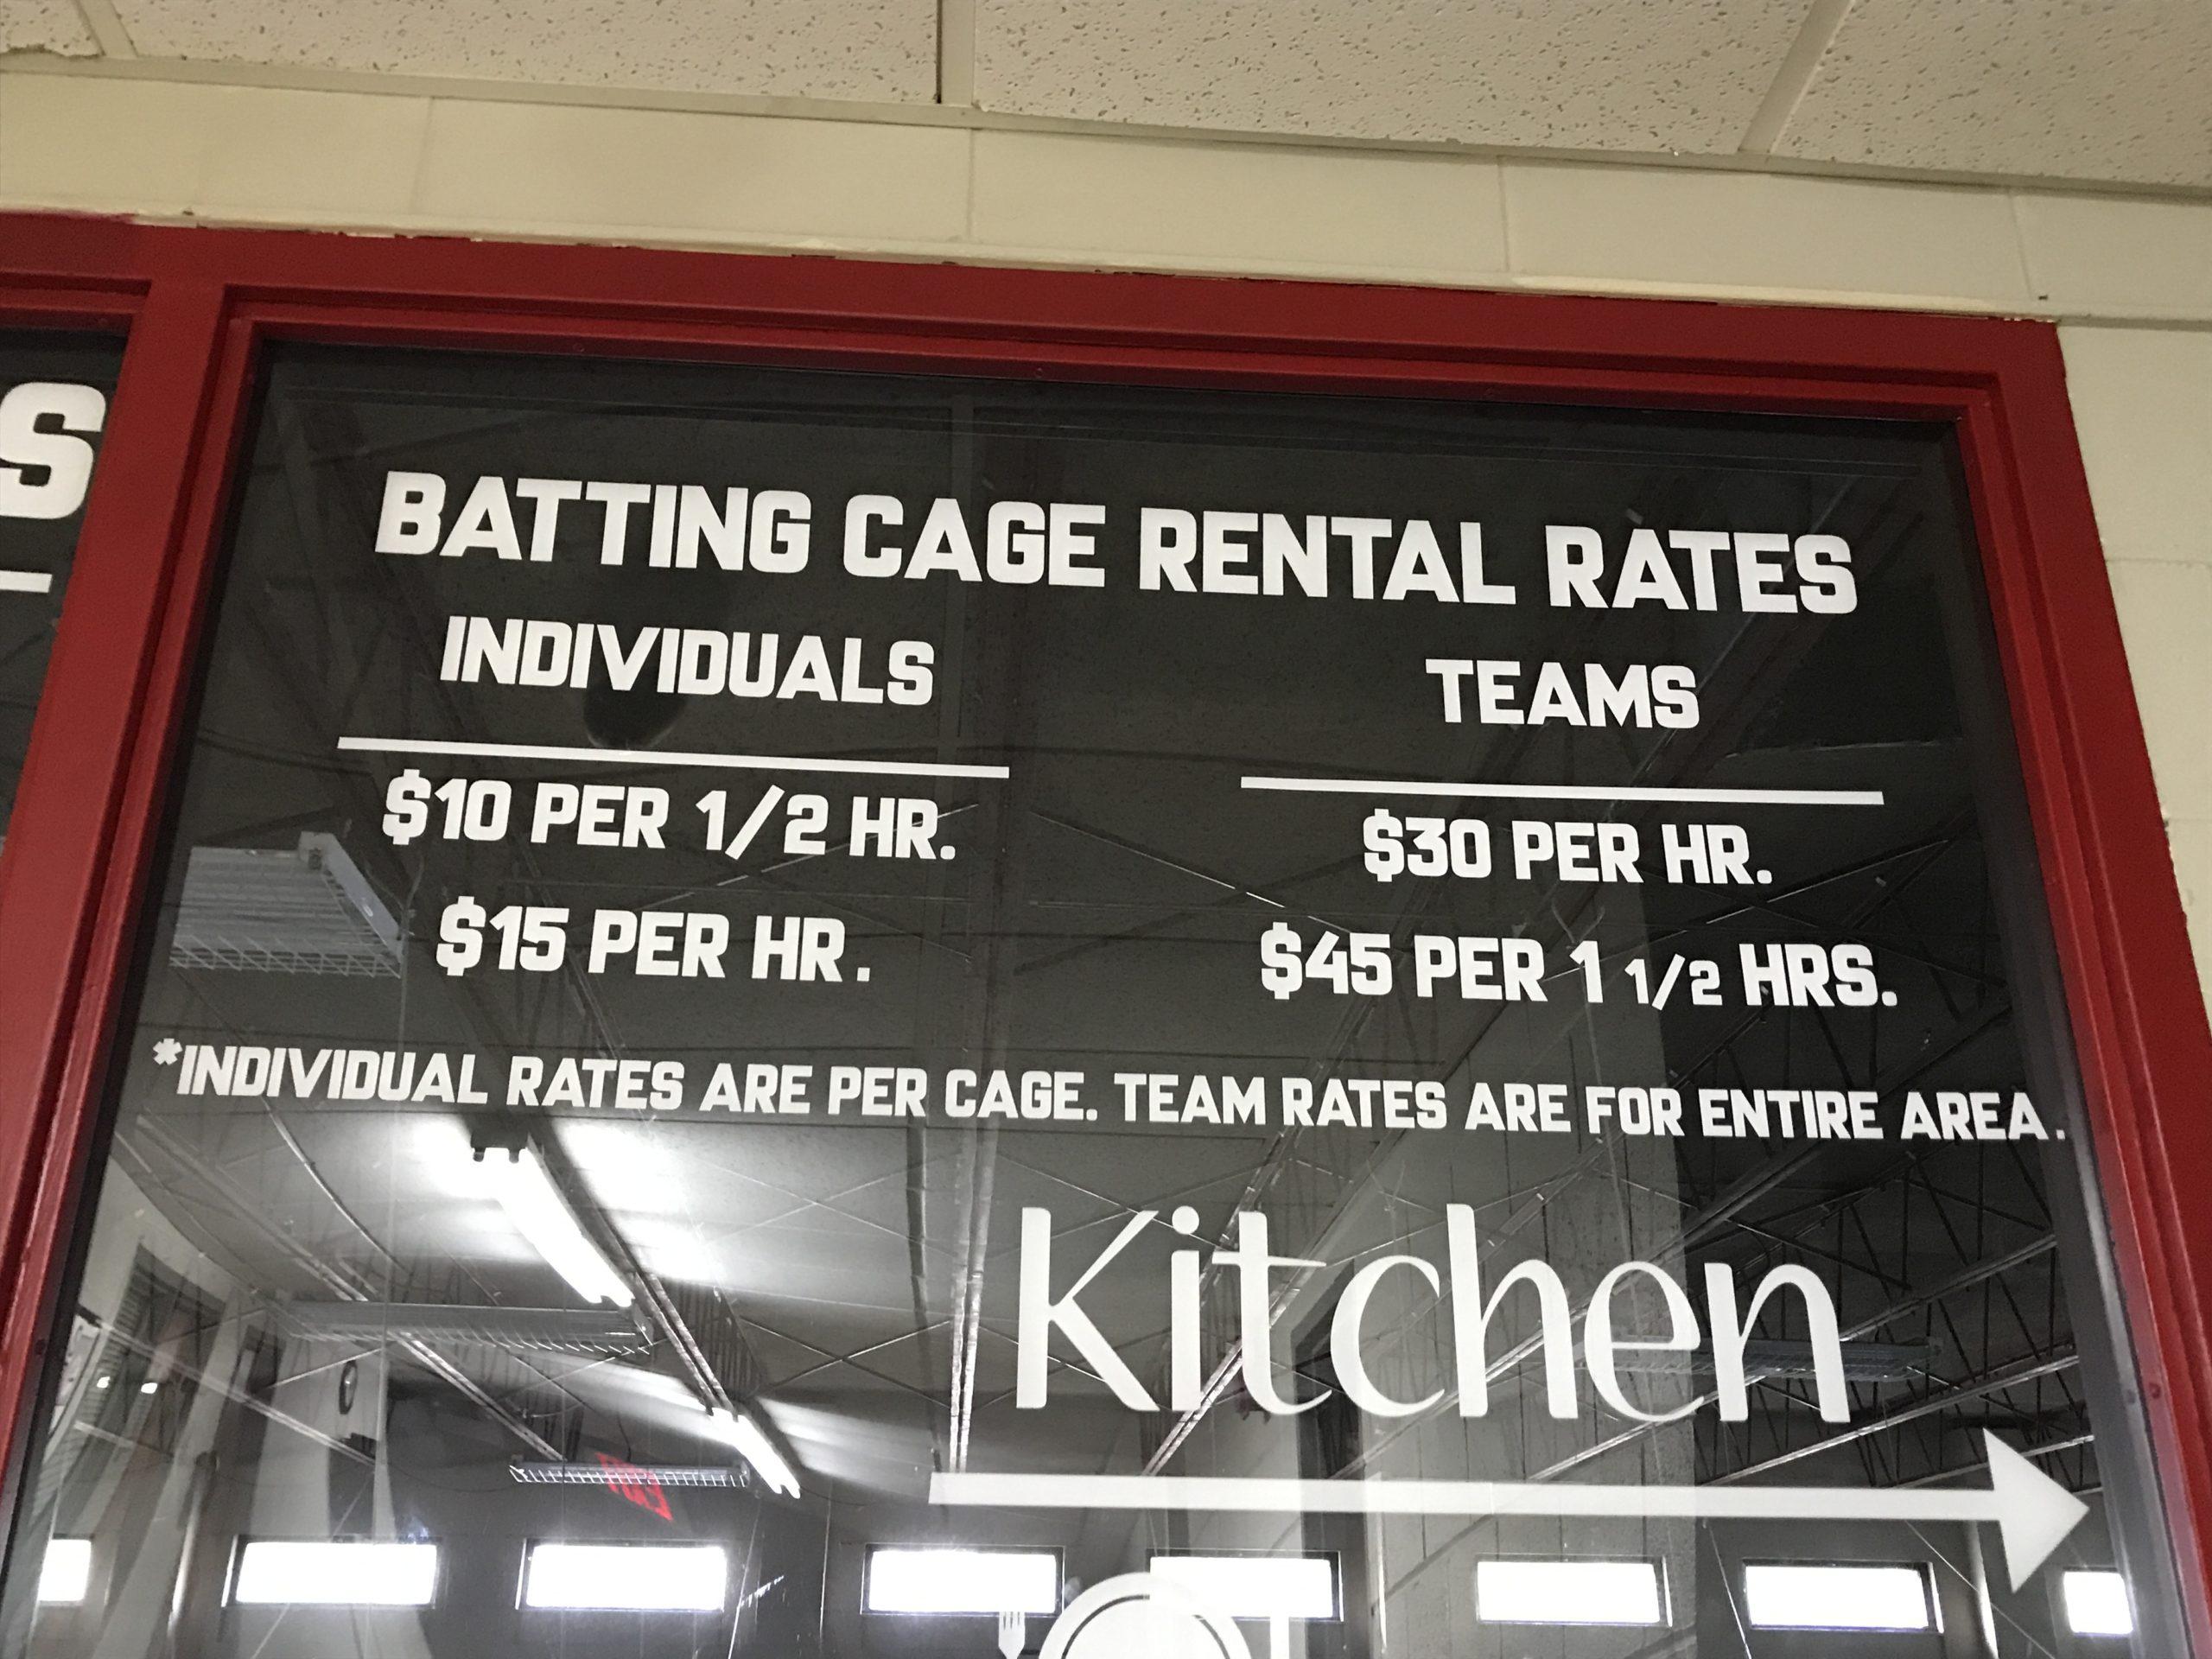 S
BATTING CAGE RENTAL RATES
INDIVIDUALS
$10 PER 1/2 HR.
$15 PER HR.
TEAMS
$30 PER HR.
$45 PER 1 1/2 HRS.
*INDIVIDUAL RATES ARE PER CAGE. TEAM RATES ARE FOR ENTIRE AREA.
Kitchen